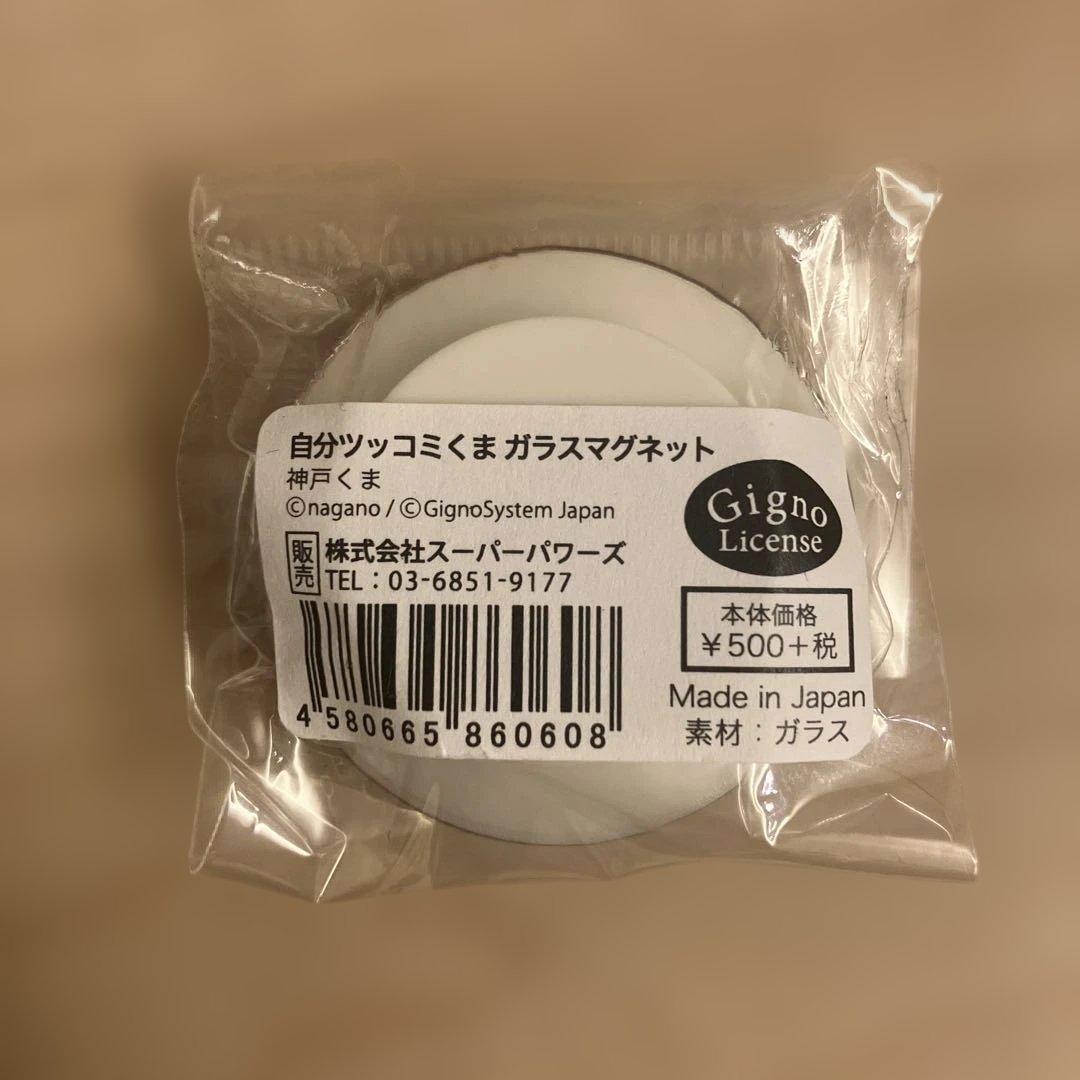 自分ツッコミくま ガラスマグネット
神戸くま
©nagano / ©GignoSystem Japan
Gigno
License
販売 株式会社スーパーパワーズ
TEL：03-6851-9177
本体価格
￥500＋税
4 580665 860608
Made in Japan
素材：ガラス